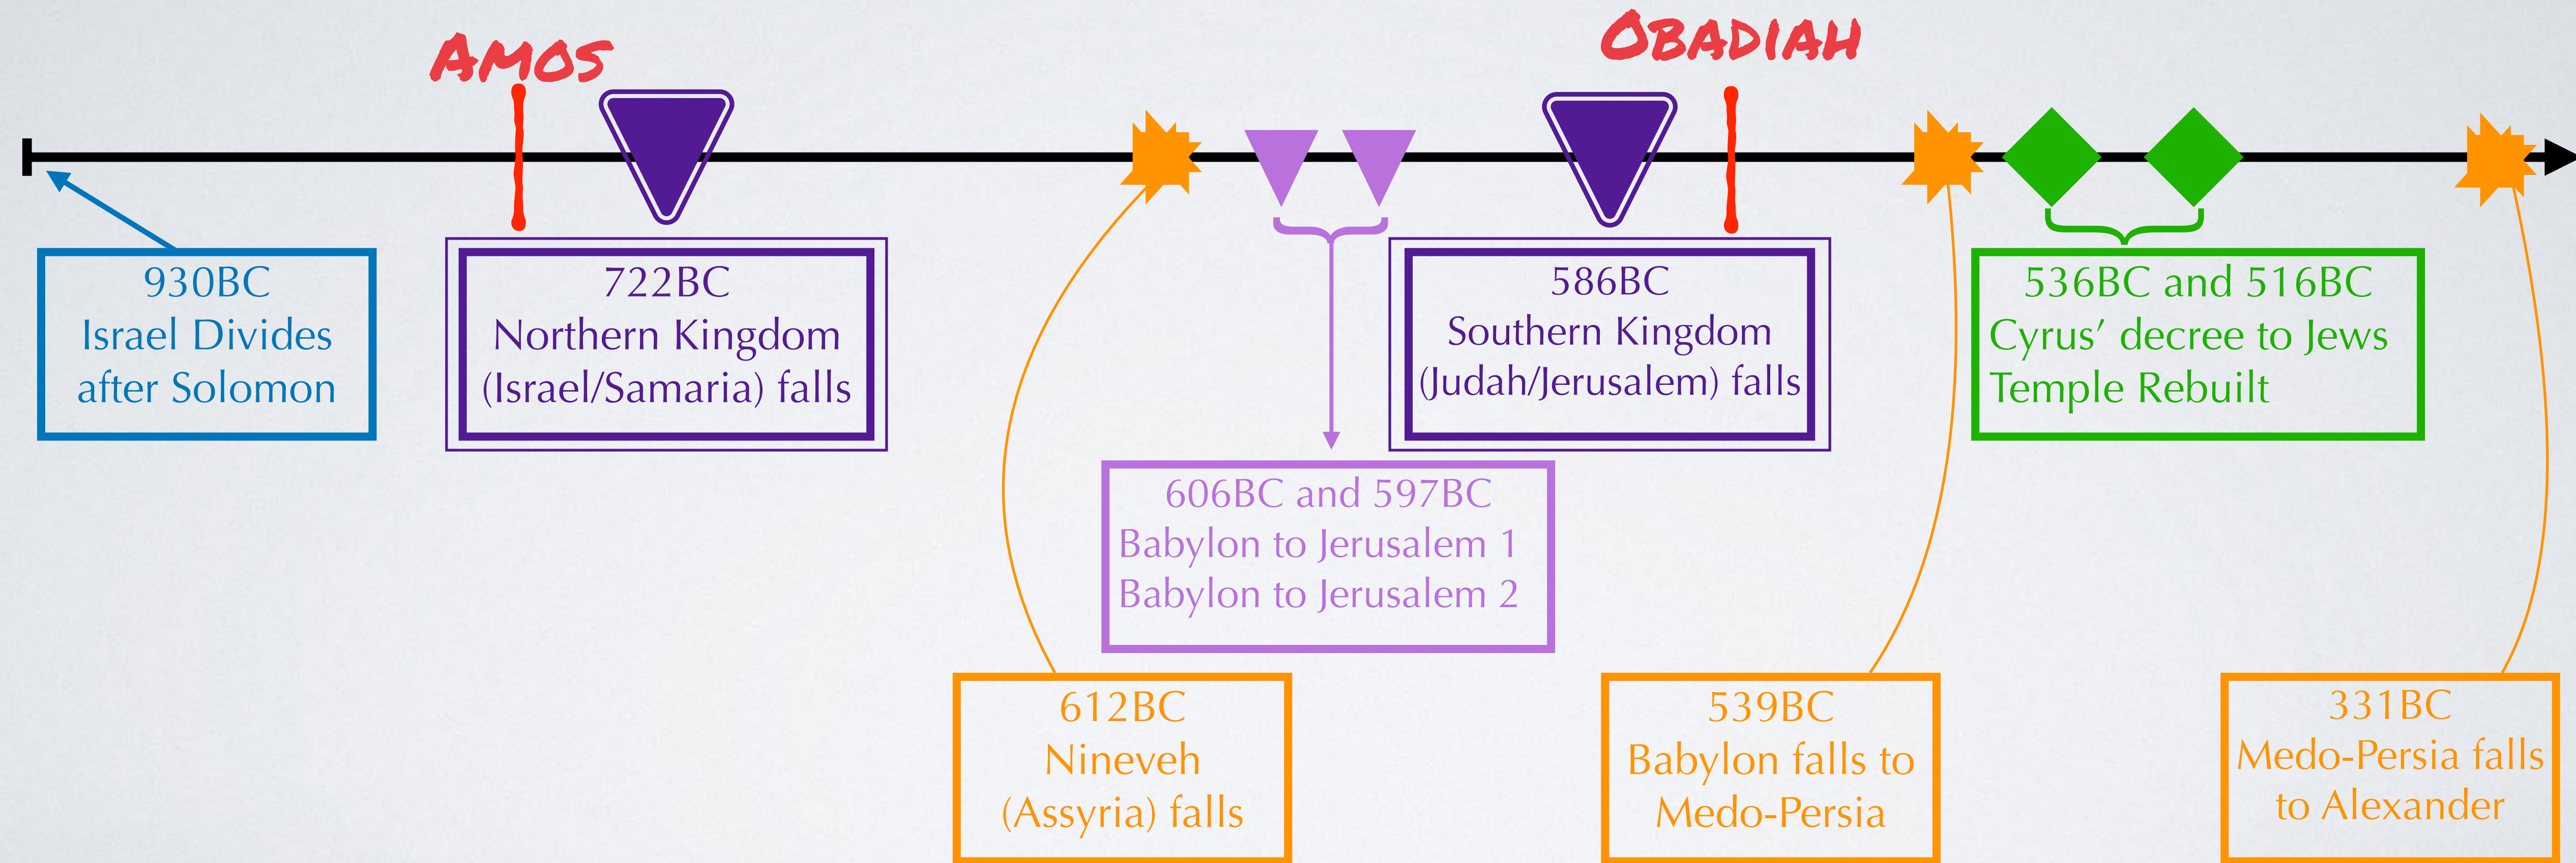 AMOS
OBADIAH
930BC
Israel Divides
after Solomon
722BC
Northern Kingdom
(Israel/Samaria) falls
586BC
Southern Kingdom
(Judah/Jerusalem) falls
536BC and 516BC
Cyrus’ decree to Jews
Temple Rebuilt
606BC and 597BC
Babylon to Jerusalem 1
Babylon to Jerusalem 2
612BC
Nineveh
(Assyria) falls
539BC
Babylon falls to
Medo-Persia
331BC
Medo-Persia falls
to Alexander